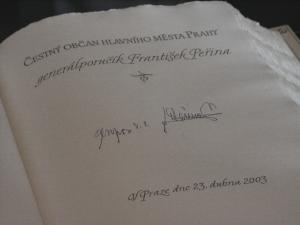 ČESTNÝ OBČAN HLAVNÍHO MĚSTA PRAHY
generálporučík František Peřina
V Praze dne 23. dubna 2003